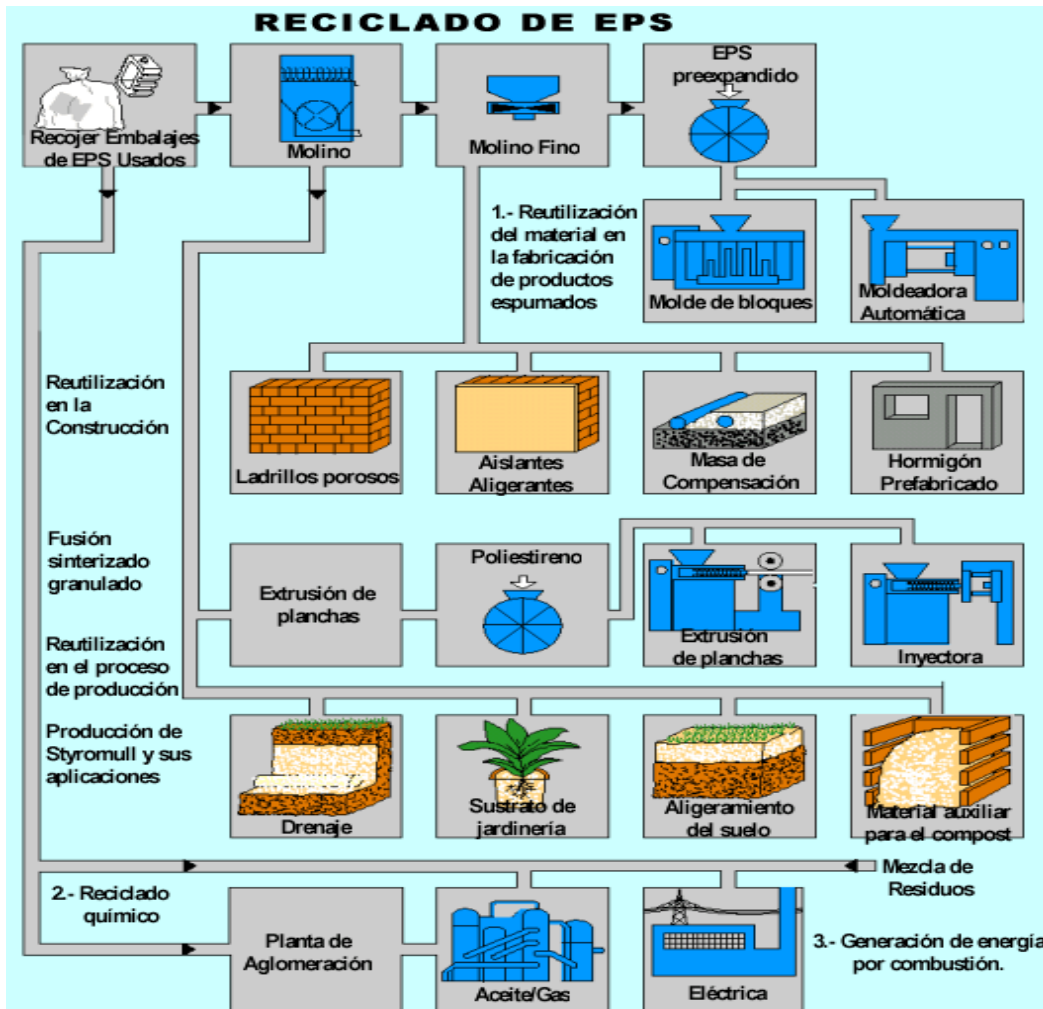 RECICLADO DE EPS
Recojer Embalajes
de EPS Usados
Molino
Molino Fino
EPS
preexpandido
1.- Reutilización
del material en
la fabricación
de productos
espumados
Molde de bloques
Moldeadora
Automática
Reutilización
en la
Construcción
Ladrillos porosos
Aislantes
Aligerantes
Masa de
Compensación
Hormigón
Prefabricado
Fusión
sinterizado
granulado
Extrusión de
planchas
Poliestireno
Extrusión
de planchas
Inyectora
Reutilización
en el proceso
de producción
Producción de
Styromull y sus
aplicaciones
Drenaje
Sustrato de
jardinería
Aligeramiento
del suelo
Material auxiliar
para el compost
Mezcla de
Residuos
2.- Reciclado
químico
Planta de
Aglomeración
Aceite/Gas
Eléctrica
3.- Generación de energía
por combustión.